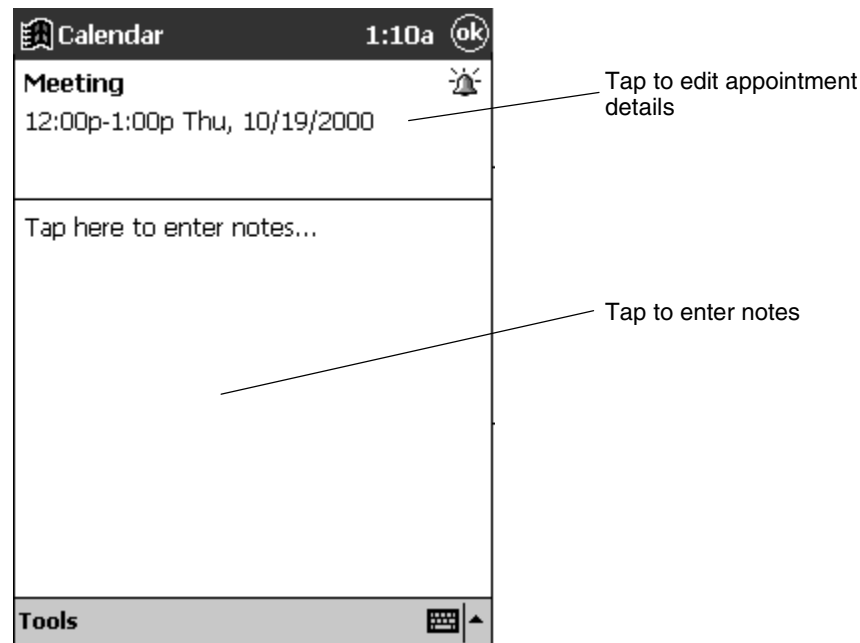 Calendar 1:10a ok
Meeting
12:00p-1:00p Thu, 10/19/2000
Tap to edit appointment
details
Tap here to enter notes...
Tap to enter notes
Tools